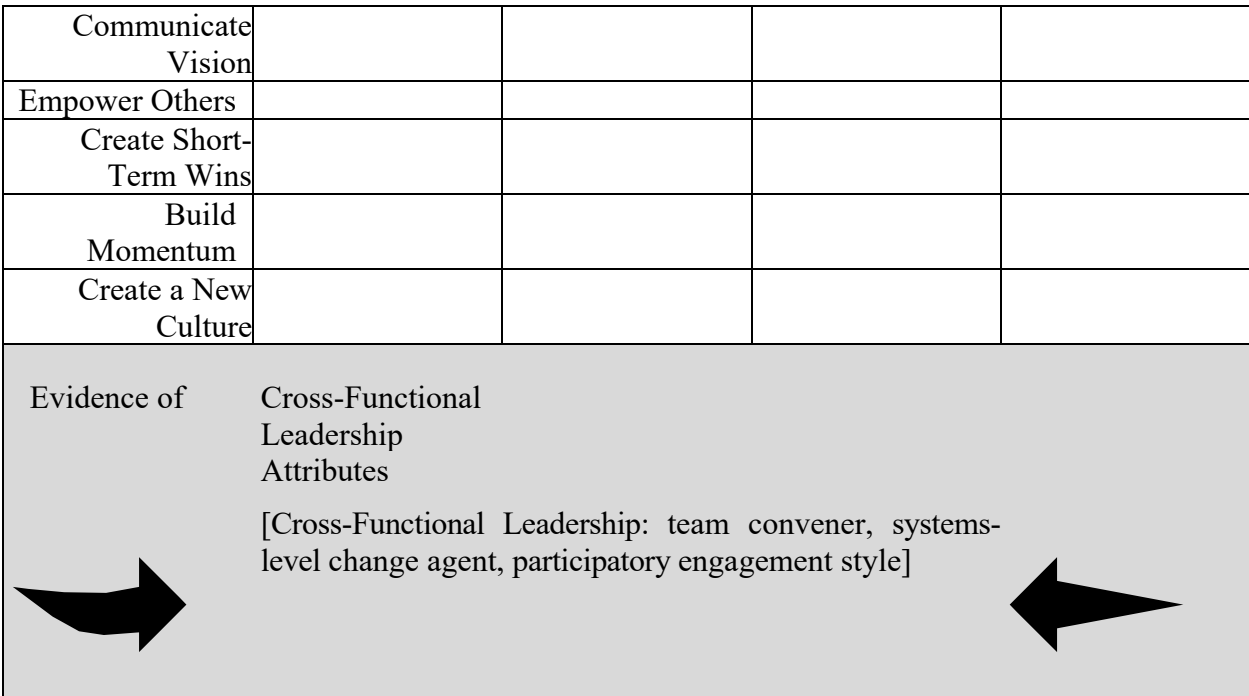 Communicate
Vision
Empower Others
Create Short-
Term Wins
Build
Momentum
Create a New
Culture
Evidence of
Cross-Functional
Leadership
Attributes
[Cross-Functional Leadership: team convener, systems-
level change agent, participatory engagement style]